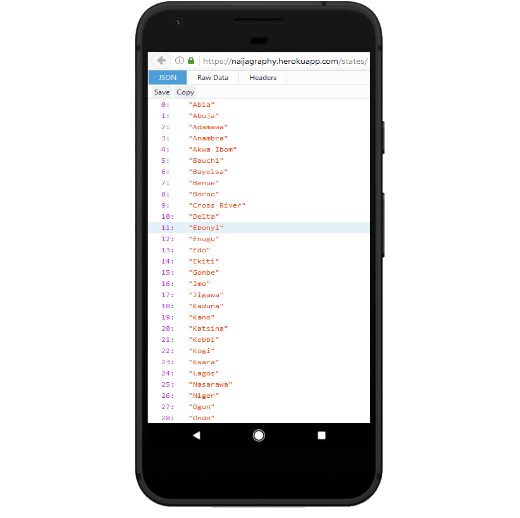 https://naijagraphy.herokuapp.com/states/
JSON Raw Data Headers
Save Copy
0: "Abia"
1: "Abuja"
2: "Adamawa"
3: "Anambra"
4: "Akwa Ibom"
5: "Bauchi"
6: "Bayelsa"
7: "Benue"
8: "Borno"
9: "Cross River"
10: "Delta"
11: "Ebonyi"
12: "Enugu"
13: "Edo"
14: "Ekiti"
15: "Gombe"
16: "Imo"
17: "Jigawa"
18: "Kaduna"
19: "Kano"
20: "Katsina"
21: "Kebbi"
22: "Kogi"
23: "Kwara"
24: "Lagos"
25: "Nasarawa"
26: "Niger"
27: "Ogun"
28: "Ondo"